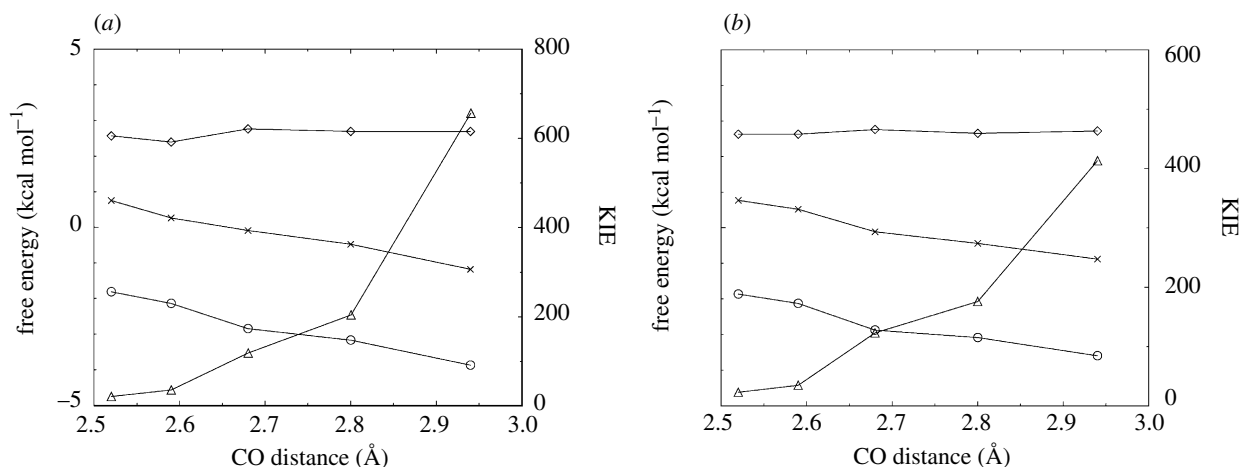 (a)
5
0
–5
free energy (kcal mol⁻¹)
800
600
400
200
0
KIE
2.5 2.6 2.7 2.8 2.9 3.0
CO distance (Å)
(b)
free energy (kcal mol⁻¹)
600
400
200
0
KIE
2.5 2.6 2.7 2.8 2.9 3.0
CO distance (Å)